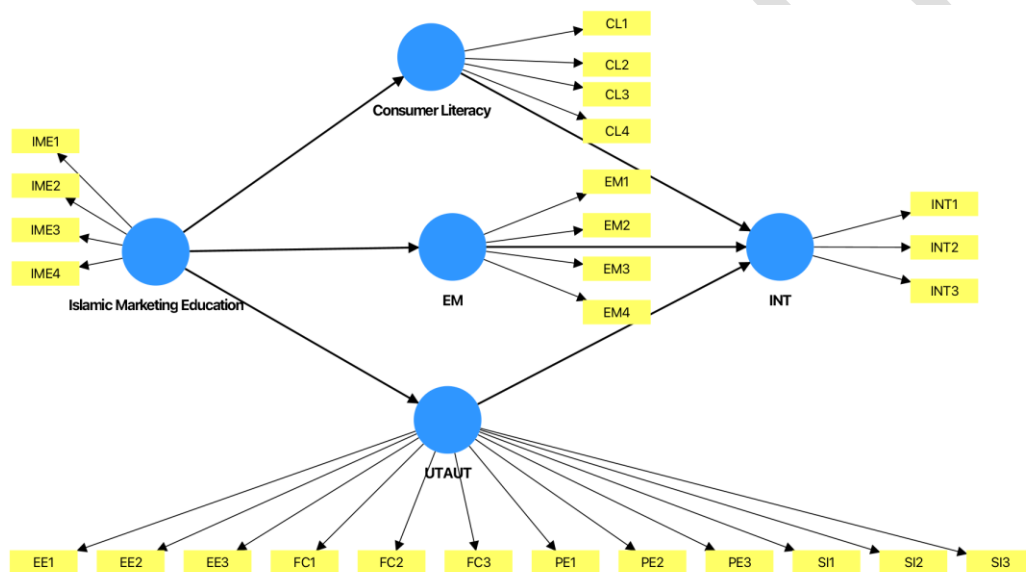 CL1
CL2
CL3
CL4
Consumer Literacy
IME1
IME2
IME3
IME4
Islamic Marketing Education
EM1
EM2
EM3
EM4
EM
INT1
INT2
INT3
INT
UTAUT
EE1 EE2 EE3 FC1 FC2 FC3 PE1 PE2 PE3 SI1 SI2 SI3